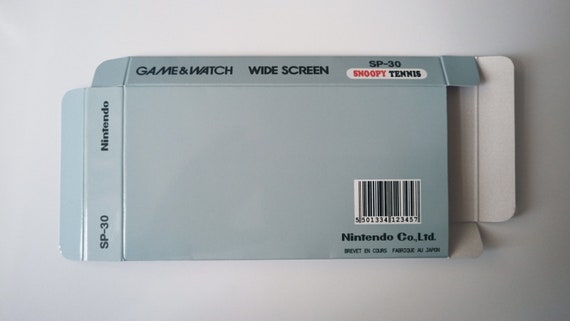 GAME&WATCH WIDE SCREEN SP-30
SNOOPY TENNIS
Nintendo
SP-30
5 501334 123457
Nintendo Co.,Ltd.
BREVET EN COURS FABRIQUE AU JAPON